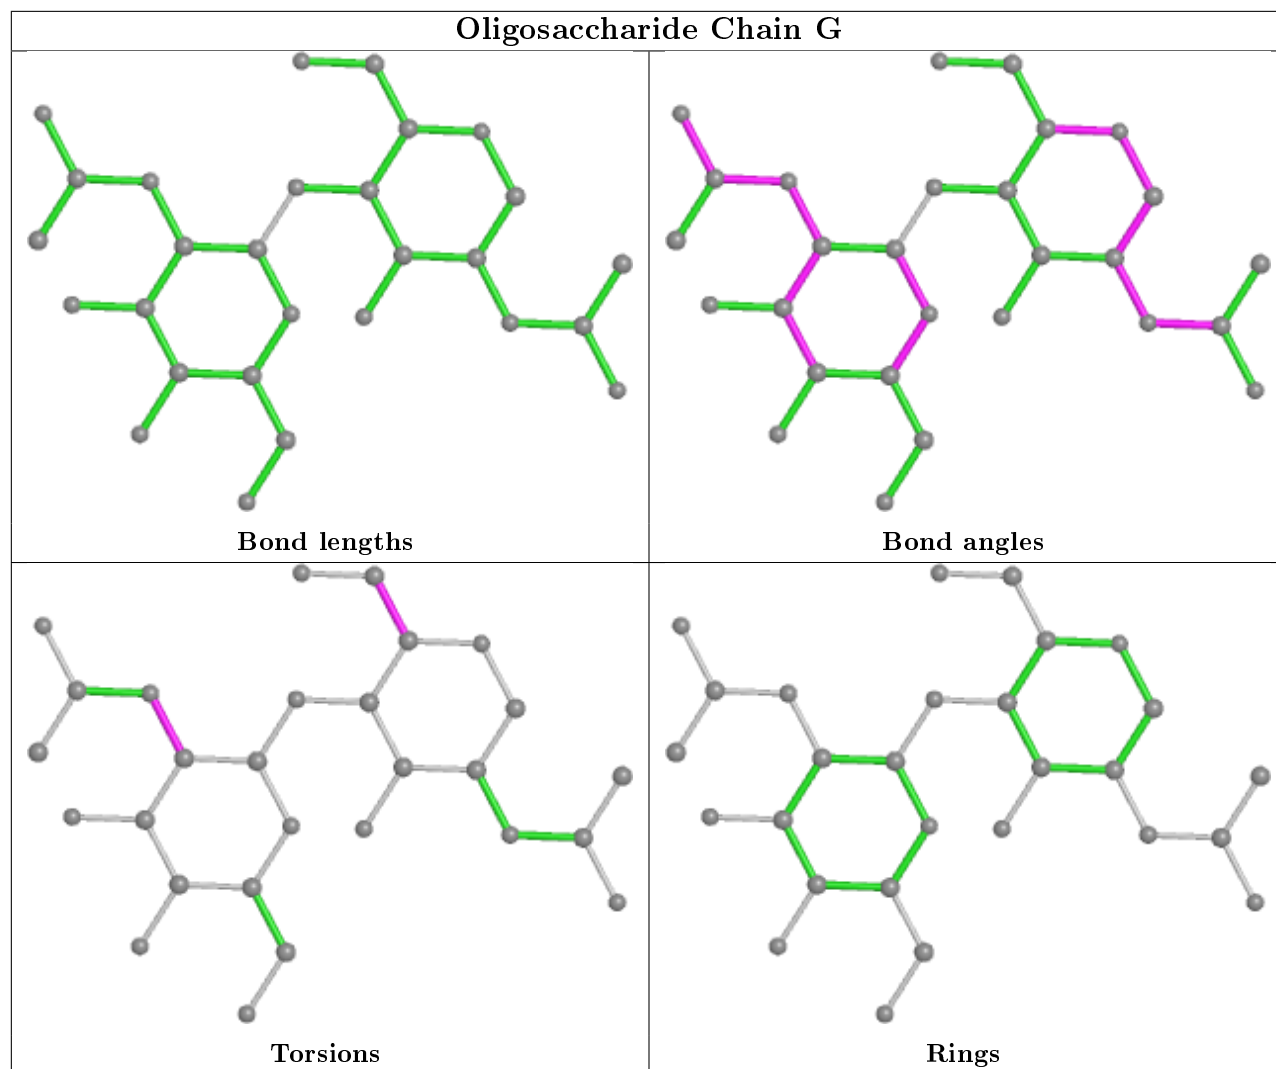 Oligosaccharide Chain G
Bond lengths
Bond angles
Torsions
Rings